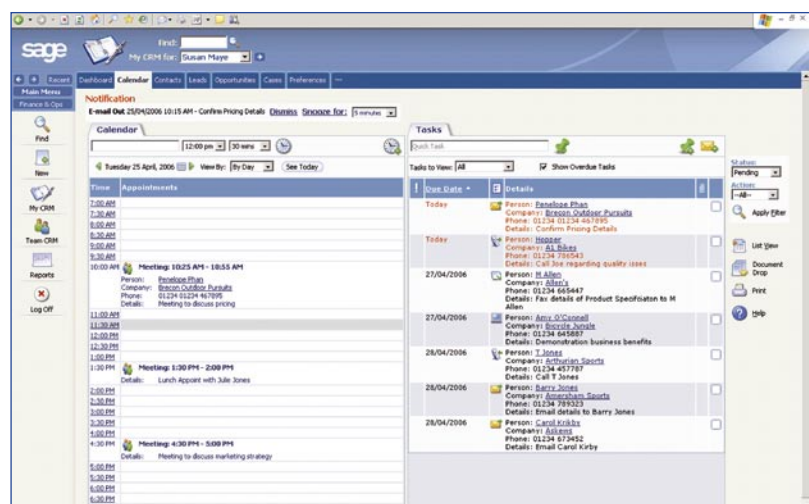 sage
Find:
My CRM for: Susan Maye
Recent
Main Menu
Finance & Ops
Find
New
My CRM
Team CRM
Reports
Log Off
Dashboard Calendar Contacts Leads Opportunities Cases Preferences
Notification
E-mail Out 25/04/2006 10:15 AM - Confirm Pricing Details Dismiss Snooze for: 5 minutes
Calendar
12:00 pm 30 mins
Tuesday 25 April, 2006 View By: By Day See Today
Time Appointments
7:00 AM
7:30 AM
8:00 AM
8:30 AM
9:00 AM
9:30 AM
10:00 AM Meeting: 10:25 AM - 10:55 AM
Person: Penelope Phan
Company: Brecon Outdoor Pursuits
Phone: 01234 01234 467895
Details: Meeting to discuss pricing
11:00 AM
11:30 AM
12:00 PM
12:30 PM
1:00 PM
1:30 PM Meeting: 1:30 PM - 2:00 PM
Details: Lunch Appoint with Julie Jones
2:00 PM
2:30 PM
3:00 PM
3:30 PM
4:00 PM
4:30 PM Meeting: 4:30 PM - 5:00 PM
Details: Meeting to discuss marketing strategy
5:00 PM
5:30 PM
6:00 PM
6:30 PM
Tasks
Quick Task
Tasks to View: All Show Overdue Tasks
! Due Date Details
Today Person: Penelope Phan
Company: Brecon Outdoor Pursuits
Phone: 01234 01234 467895
Details: Confirm Pricing Details
Today Person: Hopper
Company: A1 Bikes
Phone: 01234 786543
Details: Call Joe regarding quality isses
27/04/2006 Person: M Allen
Company: Allen's
Phone: 01234 665447
Details: Fax details of Product Specifciaton to M
Allen
27/04/2006 Person: Amy O'Connell
Company: Bicycle Jungle
Phone: 01234 645887
Details: Demonstration business benefits
28/04/2006 Person: T Jones
Company: Arthurian Sports
Phone: 01234 457787
Details: Call T Jones
28/04/2006 Person: Barry Jones
Company: Amersham Sports
Phone: 01234 789323
Details: Email details to Barry Jones
28/04/2006 Person: Carol Krikby
Company: Askews
Phone: 01234 673452
Details: Email Carol Kirby
Status:
Pending
Action:
--All--
Apply Filter
List View
Document
Drop
Print
Help